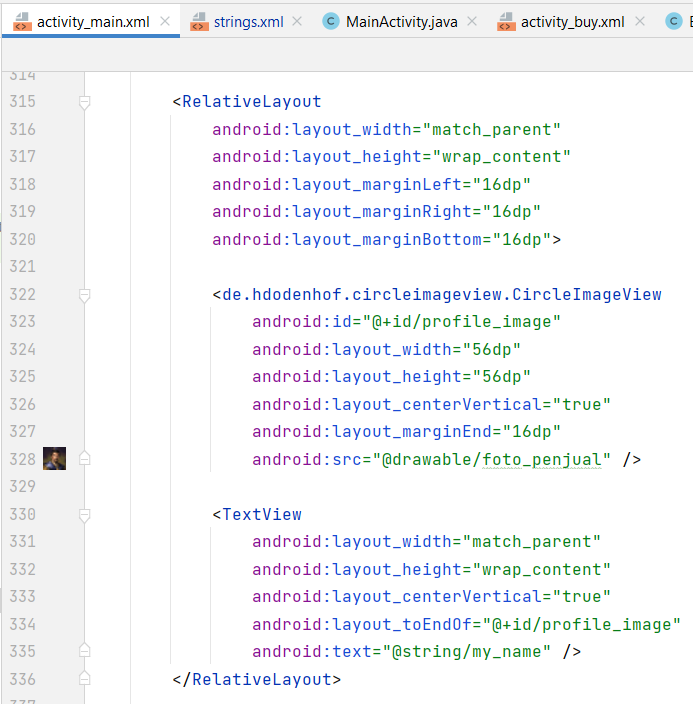 activity_main.xml strings.xml MainActivity.java activity_buy.xml
314
315 <RelativeLayout
316 android:layout_width="match_parent"
317 android:layout_height="wrap_content"
318 android:layout_marginLeft="16dp"
319 android:layout_marginRight="16dp"
320 android:layout_marginBottom="16dp">
321
322 <de.hdodenhof.circleimageview.CircleImageView
323 android:id="@+id/profile_image"
324 android:layout_width="56dp"
325 android:layout_height="56dp"
326 android:layout_centerVertical="true"
327 android:layout_marginEnd="16dp"
328 android:src="@drawable/foto_penjual" />
329
330 <TextView
331 android:layout_width="match_parent"
332 android:layout_height="wrap_content"
333 android:layout_centerVertical="true"
334 android:layout_toEndOf="@+id/profile_image"
335 android:text="@string/my_name" />
336 </RelativeLayout>